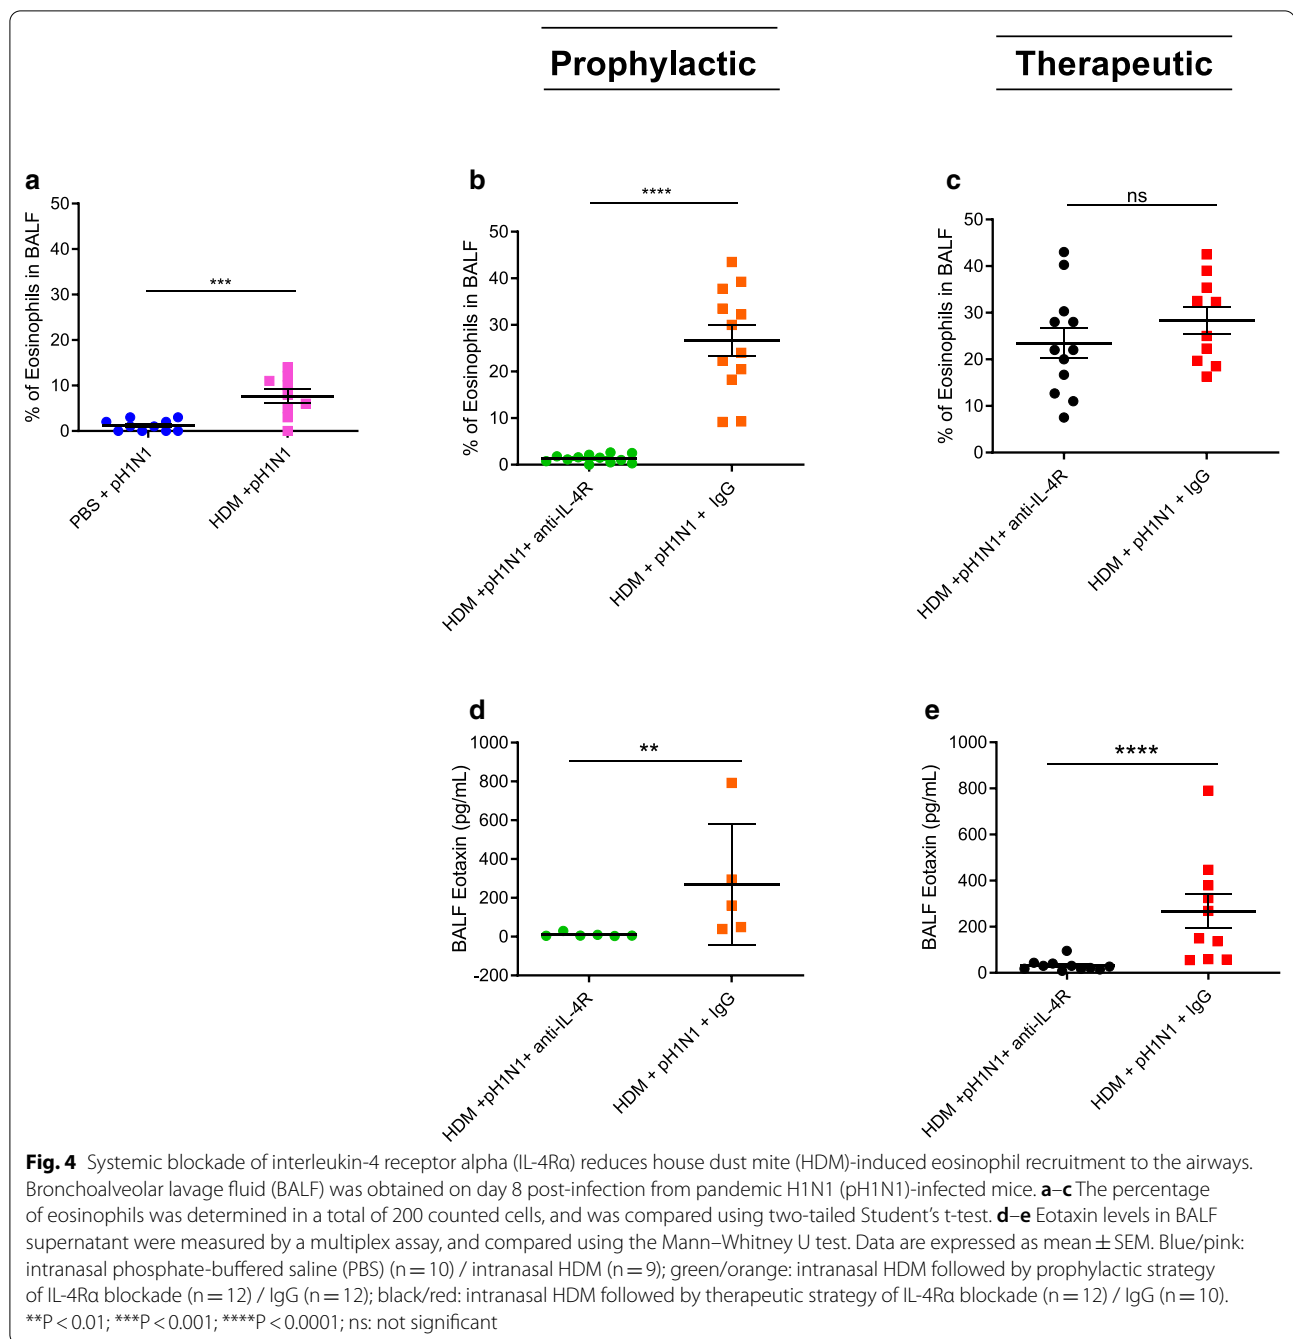 Prophylactic
Therapeutic
a
% of Eosinophils in BALF
50
40
30
20
10
0
***
PBS + pH1N1
HDM +pH1N1
b
% of Eosinophils in BALF
50
40
30
20
10
0
****
HDM +pH1N1+ anti-IL-4R
HDM + pH1N1 + IgG
c
% of Eosinophils in BALF
50
40
30
20
10
0
ns
HDM +pH1N1+ anti-IL-4R
HDM + pH1N1 + IgG
d
BALF Eotaxin (pg/mL)
1000
800
600
400
200
0
-200
**
HDM +pH1N1+ anti-IL-4R
HDM + pH1N1 + IgG
e
BALF Eotaxin (pg/mL)
1000
800
600
400
200
0
****
HDM +pH1N1+ anti-IL-4R
HDM + pH1N1 + IgG
Fig. 4 Systemic blockade of interleukin-4 receptor alpha (IL-4Rα) reduces house dust mite (HDM)-induced eosinophil recruitment to the airways.
Bronchoalveolar lavage fluid (BALF) was obtained on day 8 post-infection from pandemic H1N1 (pH1N1)-infected mice. a–c The percentage
of eosinophils was determined in a total of 200 counted cells, and was compared using two-tailed Student's t-test. d–e Eotaxin levels in BALF
supernatant were measured by a multiplex assay, and compared using the Mann–Whitney U test. Data are expressed as mean ± SEM. Blue/pink:
intranasal phosphate-buffered saline (PBS) (n = 10) / intranasal HDM (n = 9); green/orange: intranasal HDM followed by prophylactic strategy
of IL-4Rα blockade (n = 12) / IgG (n = 12); black/red: intranasal HDM followed by therapeutic strategy of IL-4Rα blockade (n = 12) / IgG (n = 10).
**P < 0.01; ***P < 0.001; ****P < 0.0001; ns: not significant